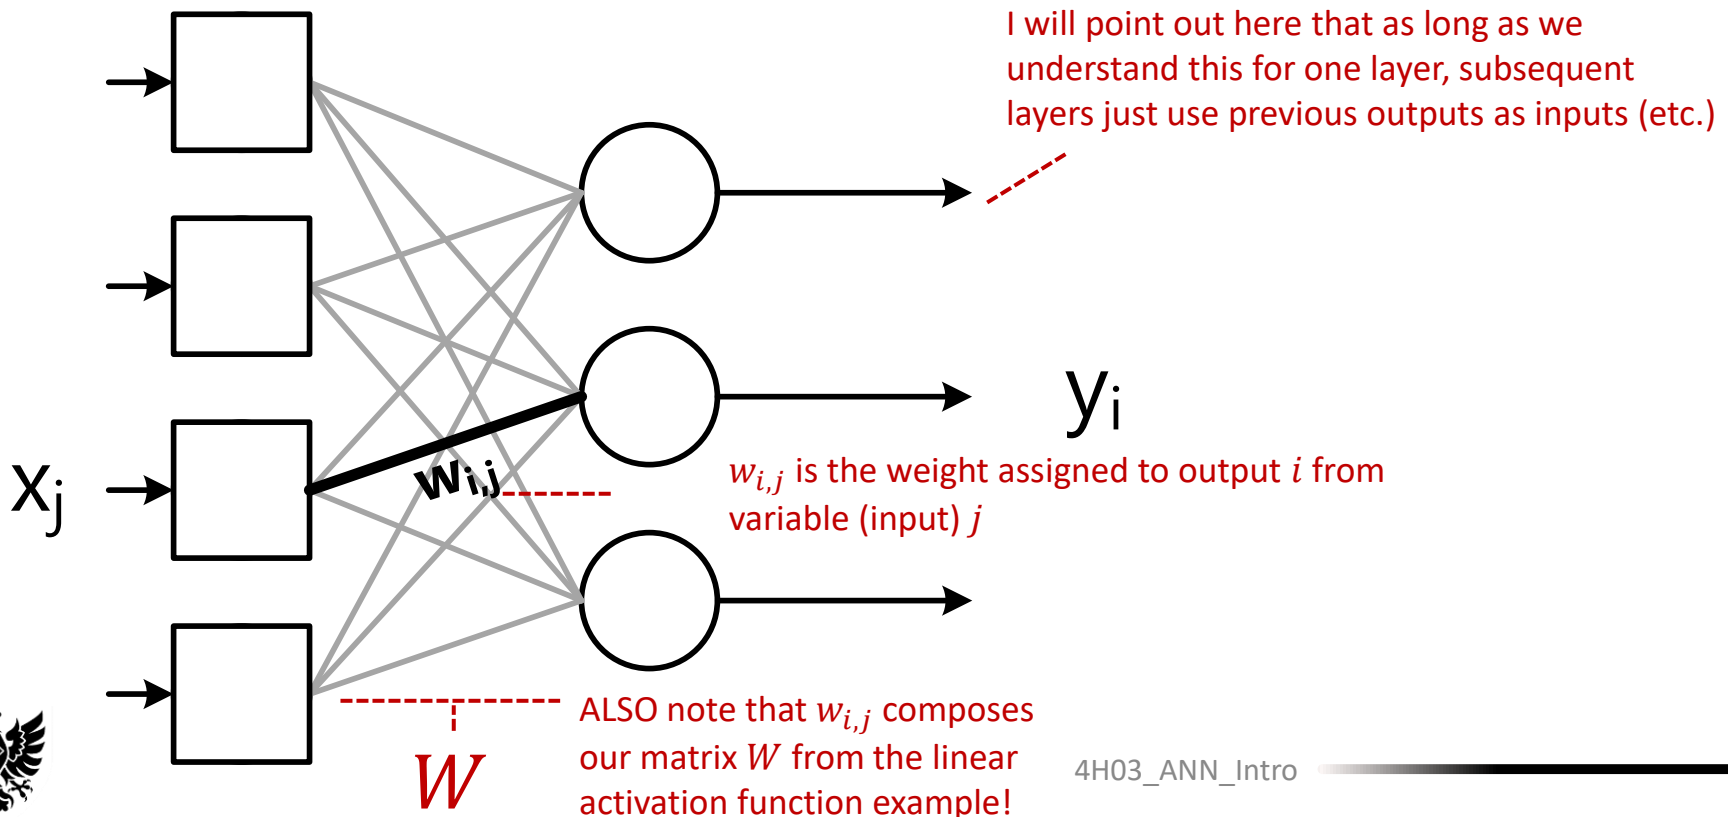 I will point out here that as long as we
understand this for one layer, subsequent
layers just use previous outputs as inputs (etc.)
yᵢ
xⱼ
wᵢ,ⱼ
wᵢ,ⱼ is the weight assigned to output i from
variable (input) j
W
ALSO note that wᵢ,ⱼ composes
our matrix W from the linear
activation function example!
4H03_ANN_Intro